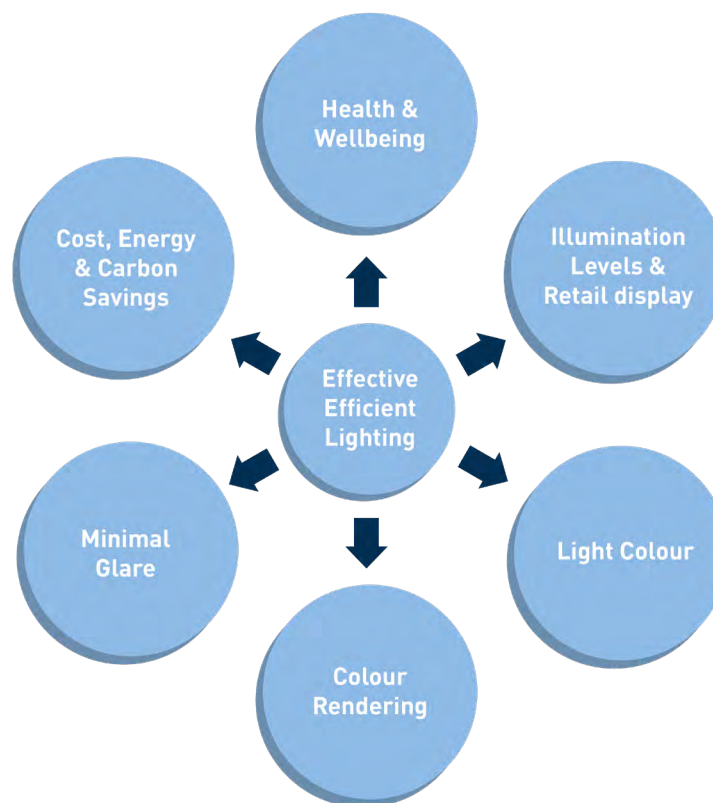 Health &
Wellbeing
Cost, Energy
& Carbon
Savings
Illumination
Levels &
Retail display
Effective
Efficient
Lighting
Minimal
Glare
Light Colour
Colour
Rendering